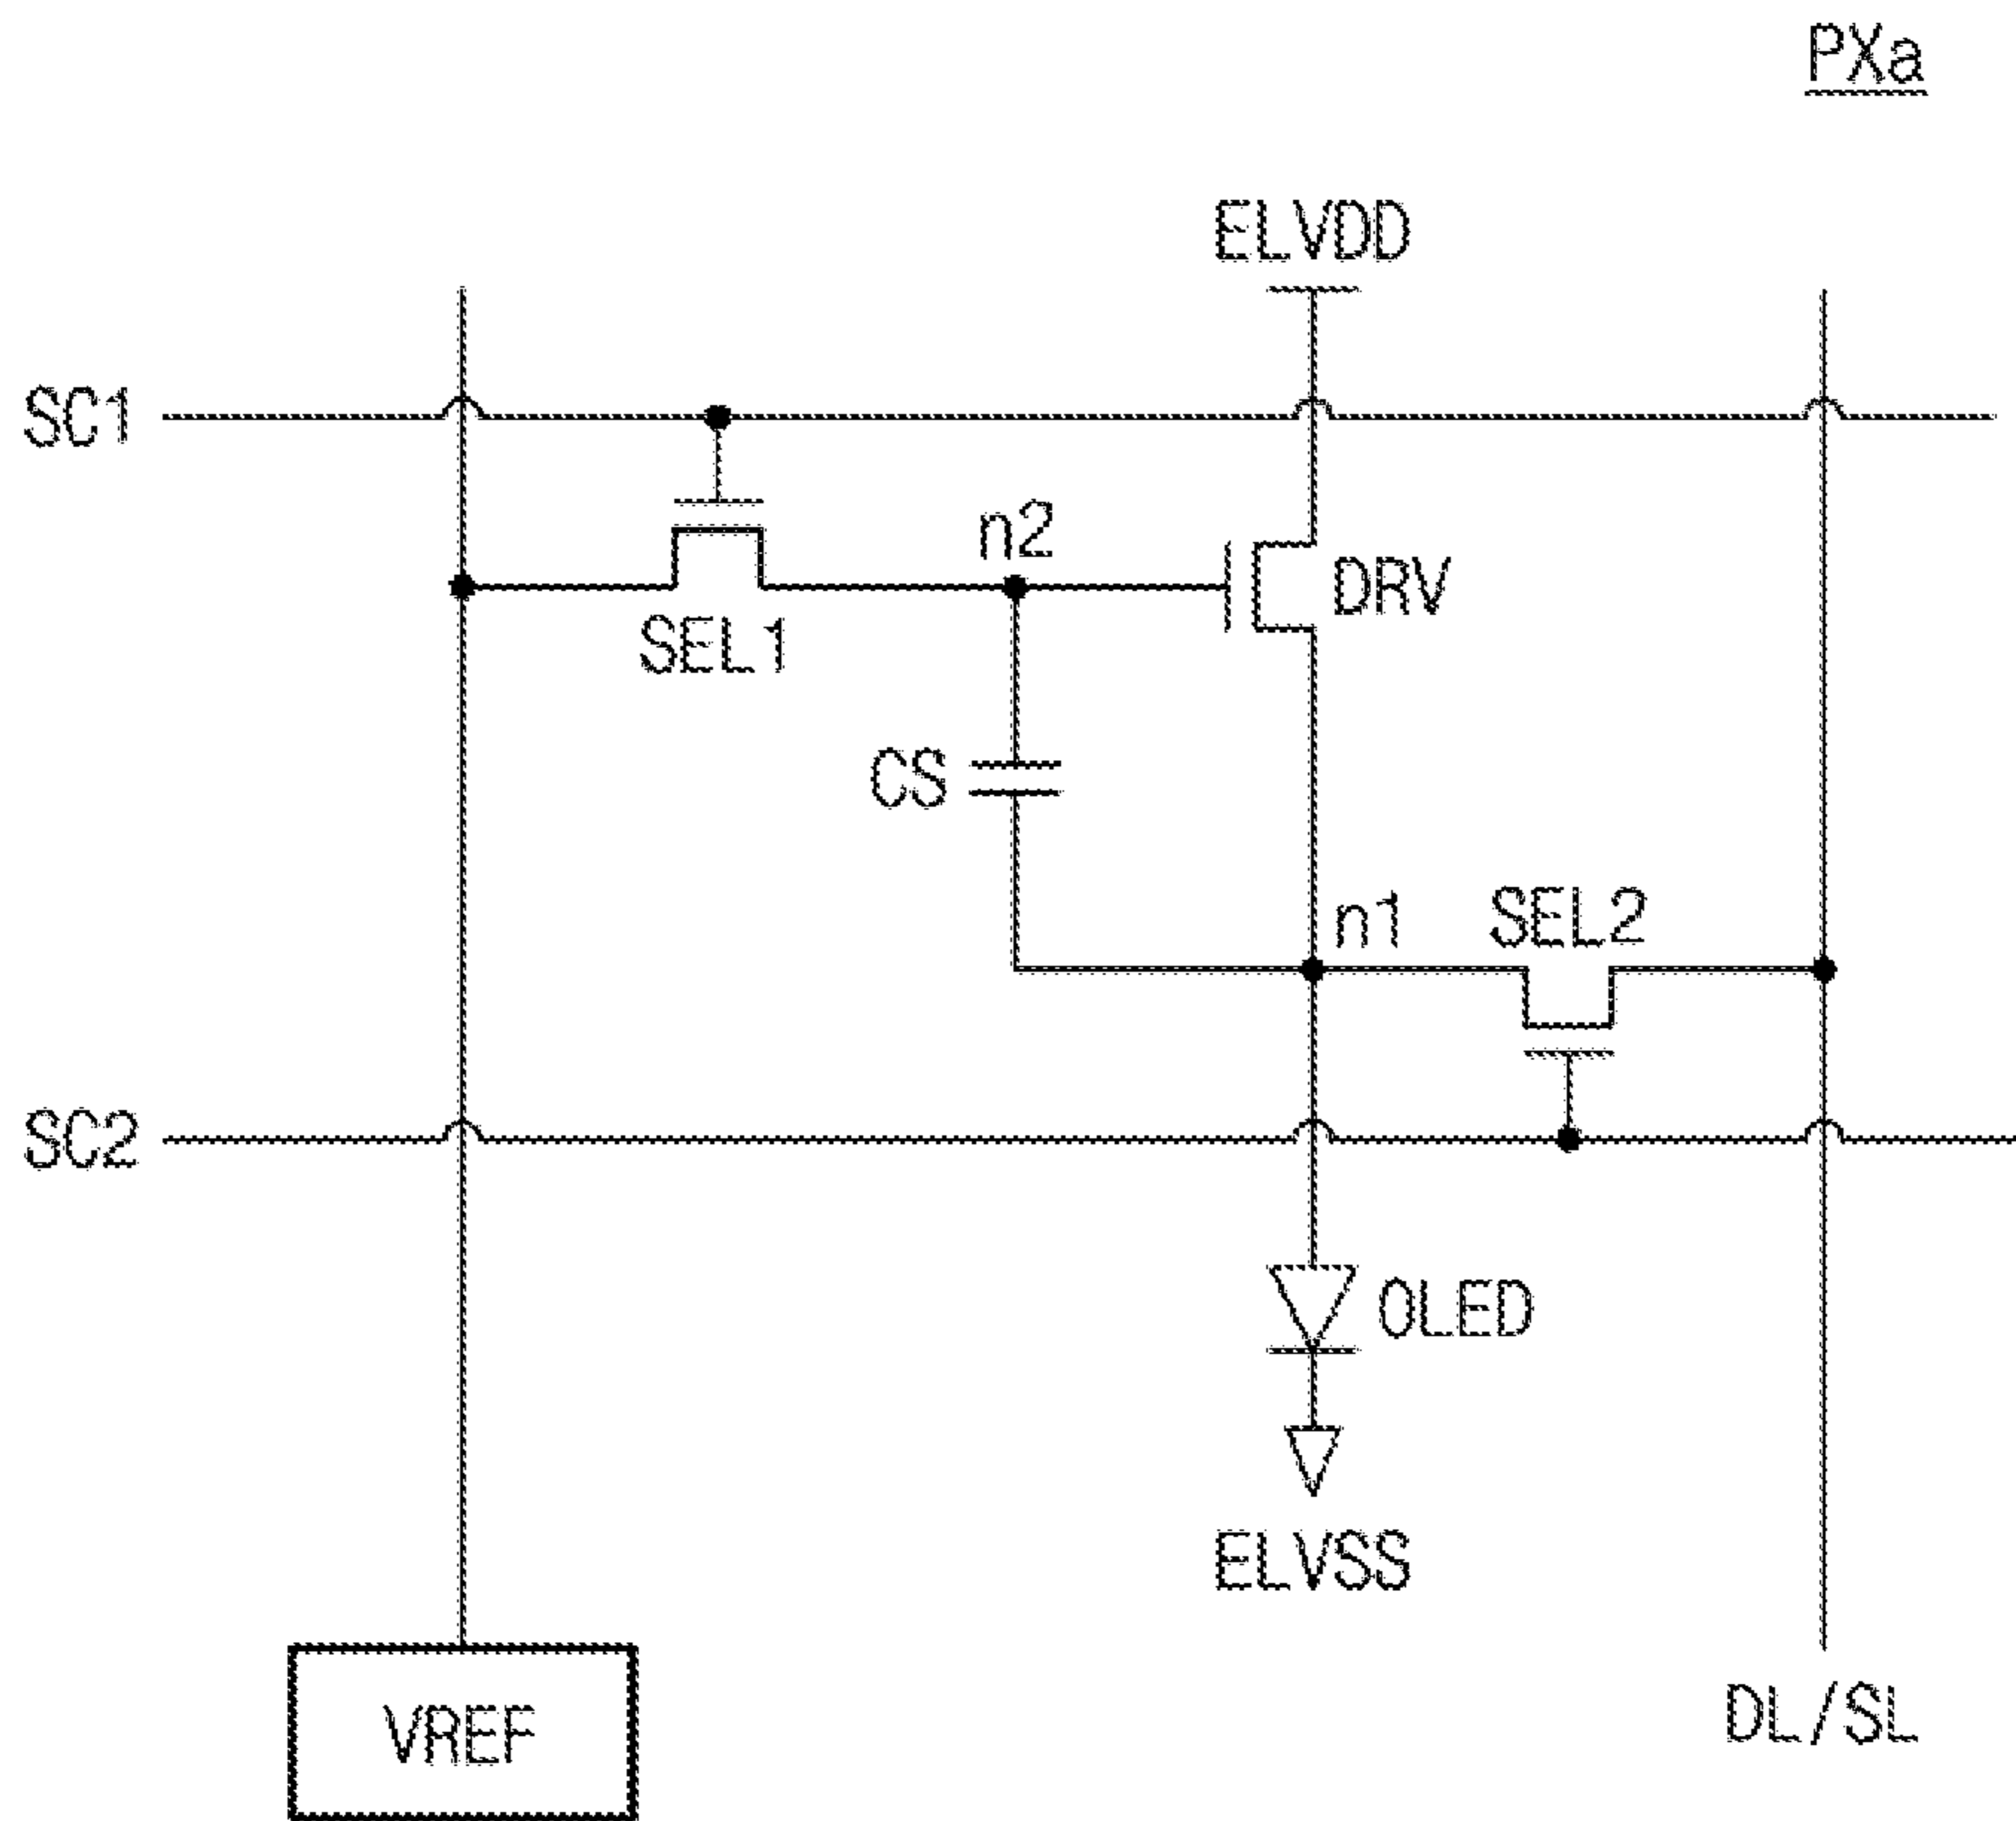 PXa
ELVDD
SC1
n2
DRV
SEL1
CS
n1
SEL2
SC2
OLED
ELVSS
VREF
DL/SL